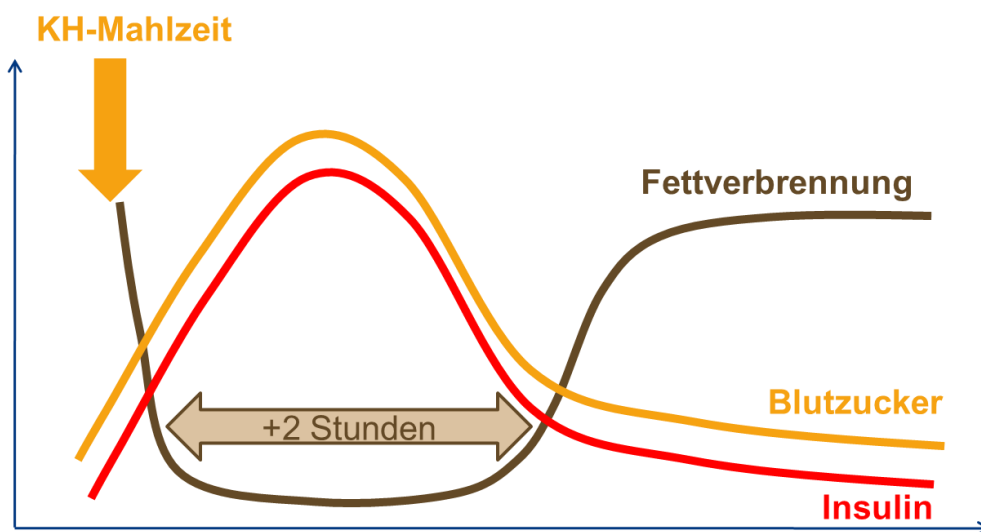 KH-Mahlzeit
Fettverbrennung
+2 Stunden
Blutzucker
Insulin